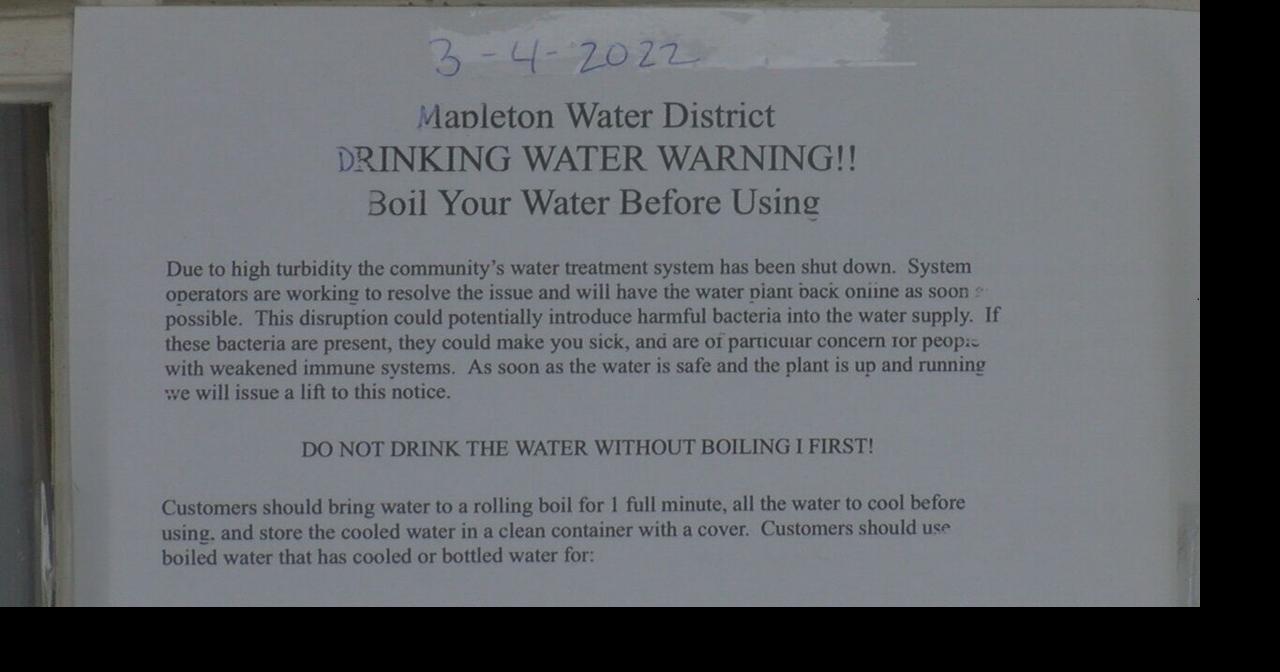 3-4-2022
Mapleton Water District
DRINKING WATER WARNING!!
Boil Your Water Before Using
Due to high turbidity the community's water treatment system has been shut down. System
operators are working to resolve the issue and will have the water plant back online as soon
possible. This disruption could potentially introduce harmful bacteria into the water supply. If
these bacteria are present, they could make you sick, and are of particular concern for people
with weakened immune systems. As soon as the water is safe and the plant is up and running
we will issue a lift to this notice.
DO NOT DRINK THE WATER WITHOUT BOILING I FIRST!
Customers should bring water to a rolling boil for 1 full minute, all the water to cool before
using, and store the cooled water in a clean container with a cover. Customers should use
boiled water that has cooled or bottled water for: